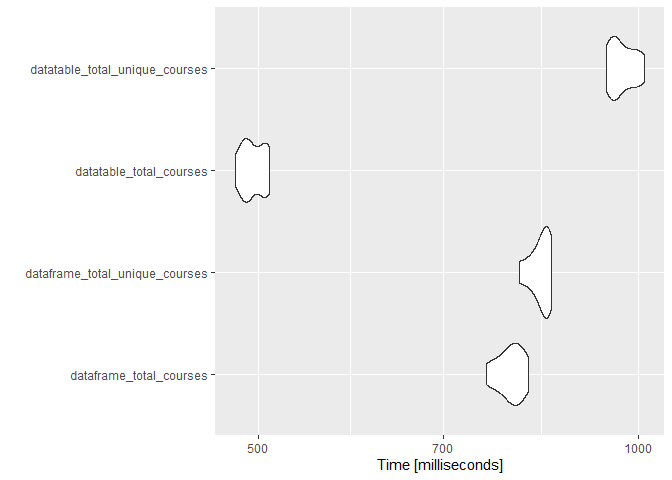 datatable_total_unique_courses
datatable_total_courses
dataframe_total_unique_courses
dataframe_total_courses
500 700 1000
Time [milliseconds]